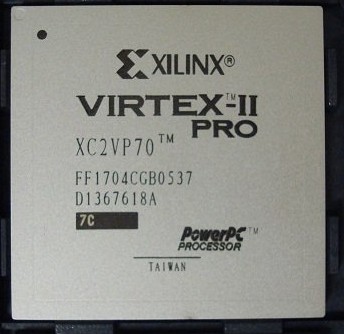 XILINX®
VIRTEX™-II
PRO
XC2VP70™
FF1704CGB0537
D1367618A
7C
PowerPC™
PROCESSOR
TAIWAN